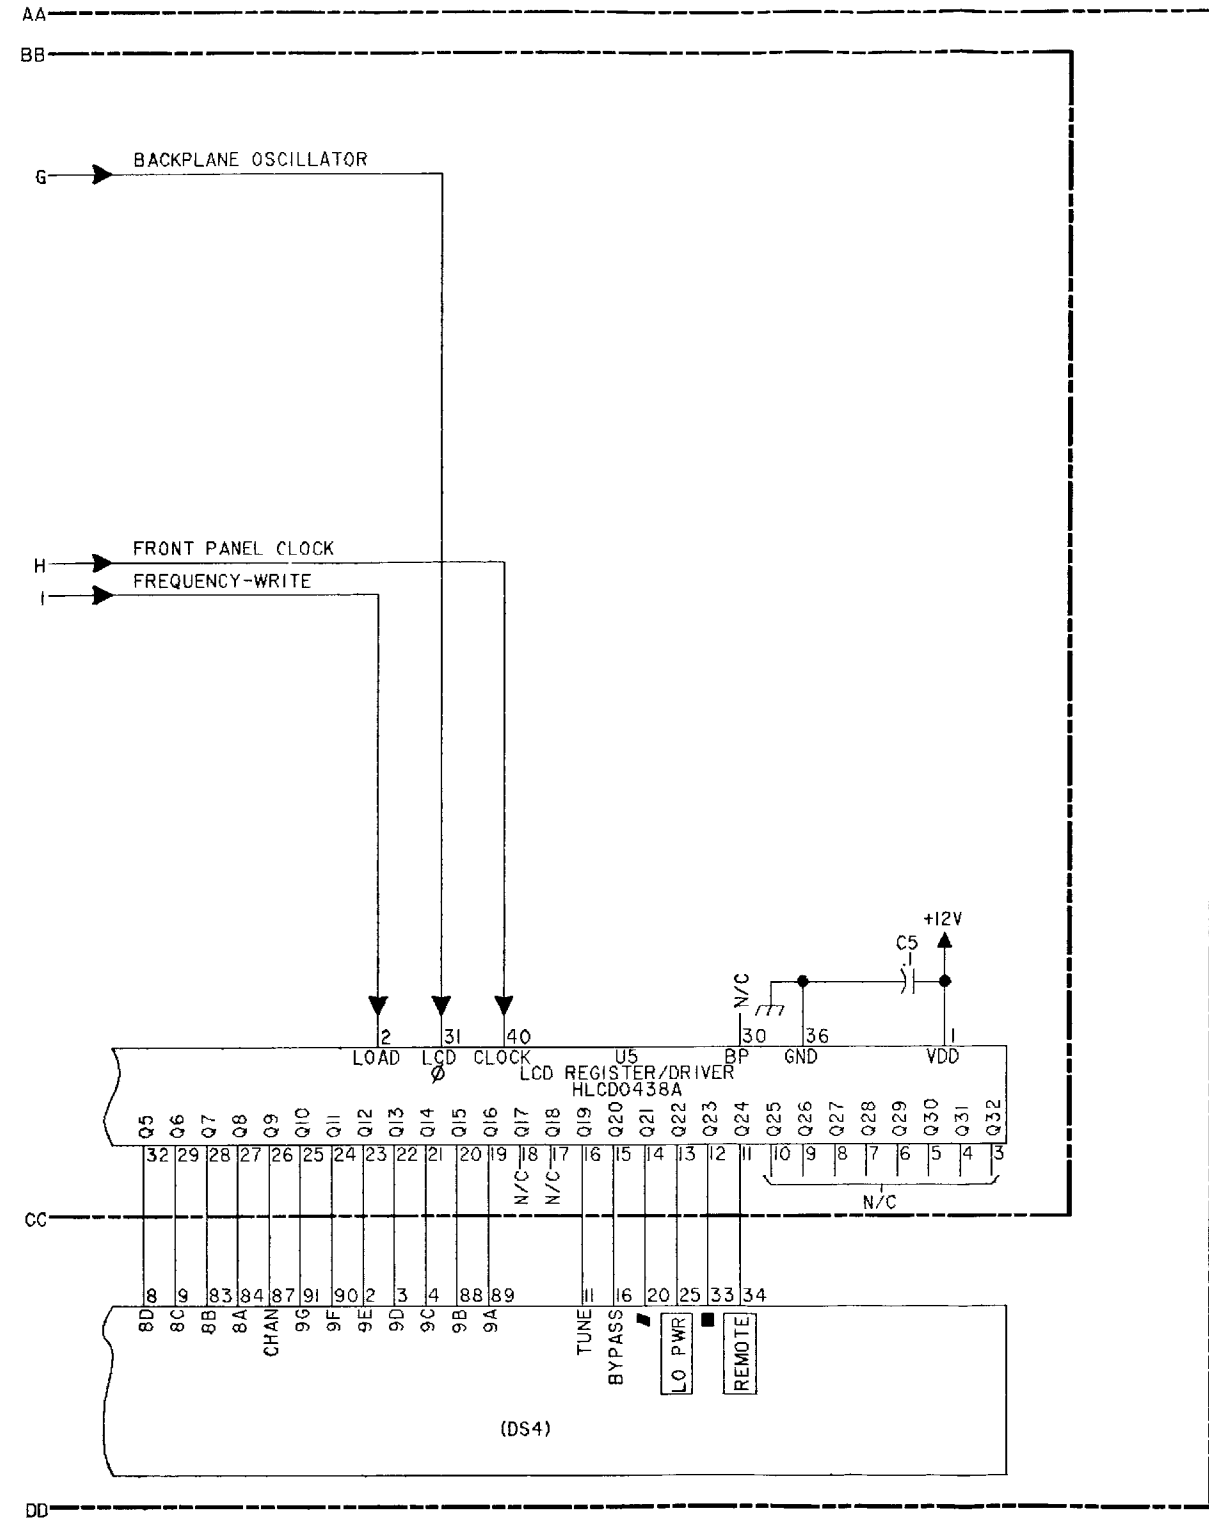 AA
BB
BACKPLANE OSCILLATOR
G
FRONT PANEL CLOCK
H
FREQUENCY-WRITE
I
+12V
C5
.1
N/C
2 31 40 30 36 1
LOAD LCD CLOCK U5 BP GND VDD
Ø LCD REGISTER/DRIVER
HLCD0438A
Q5 Q6 Q7 Q8 Q9 Q10 Q11 Q12 Q13 Q14 Q15 Q16 Q17 Q18 Q19 Q20 Q21 Q22 Q23 Q24 Q25 Q26 Q27 Q28 Q29 Q30 Q31 Q32
32 29 28 27 26 25 24 23 22 21 20 19 18 17 16 15 14 13 12 11 10 9 8 7 6 5 4 3
N/C N/C N/C
CC
8 9 83 84 87 91 90 2 3 4 88 89 11 16 20 25 33 34
8D 8C 8B 8A CHAN 9G 9F 9E 9D 9C 9B 9A TUNE BYPASS LO PWR REMOTE
(DS4)
DD